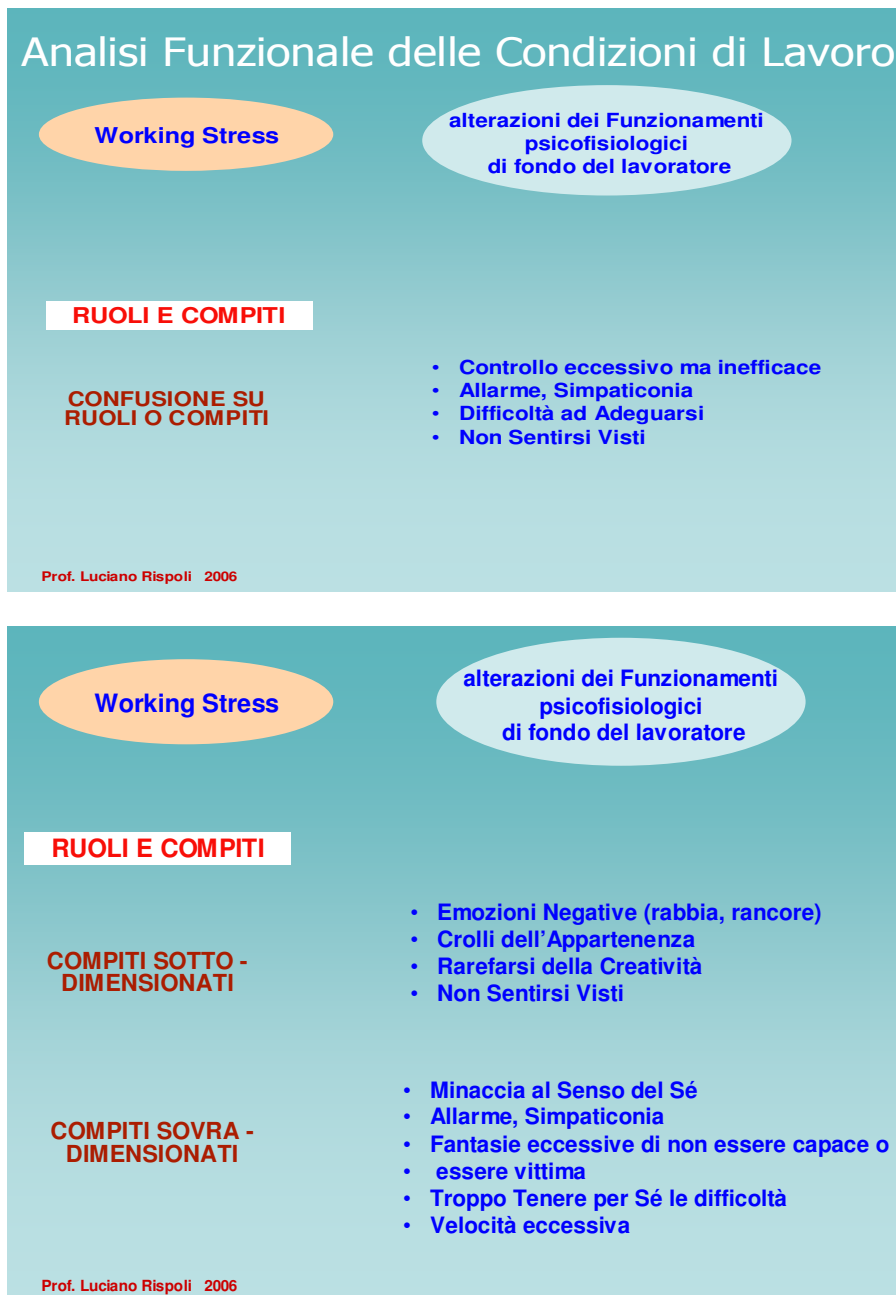 Analisi Funzionale delle Condizioni di Lavoro
Working Stress
alterazioni dei Funzionamenti
psicofisiologici
di fondo del lavoratore
RUOLI E COMPITI
CONFUSIONE SU
RUOLI O COMPITI
• Controllo eccessivo ma inefficace
• Allarme, Simpaticonia
• Difficoltà ad Adeguarsi
• Non Sentirsi Visti
Prof. Luciano Rispoli 2006
Working Stress
alterazioni dei Funzionamenti
psicofisiologici
di fondo del lavoratore
RUOLI E COMPITI
COMPITI SOTTO -
DIMENSIONATI
• Emozioni Negative (rabbia, rancore)
• Crolli dell'Appartenenza
• Rarefarsi della Creatività
• Non Sentirsi Visti
COMPITI SOVRA -
DIMENSIONATI
• Minaccia al Senso del Sé
• Allarme, Simpaticonia
• Fantasie eccessive di non essere capace o
• essere vittima
• Troppo Tenere per Sé le difficoltà
• Velocità eccessiva
Prof. Luciano Rispoli 2006